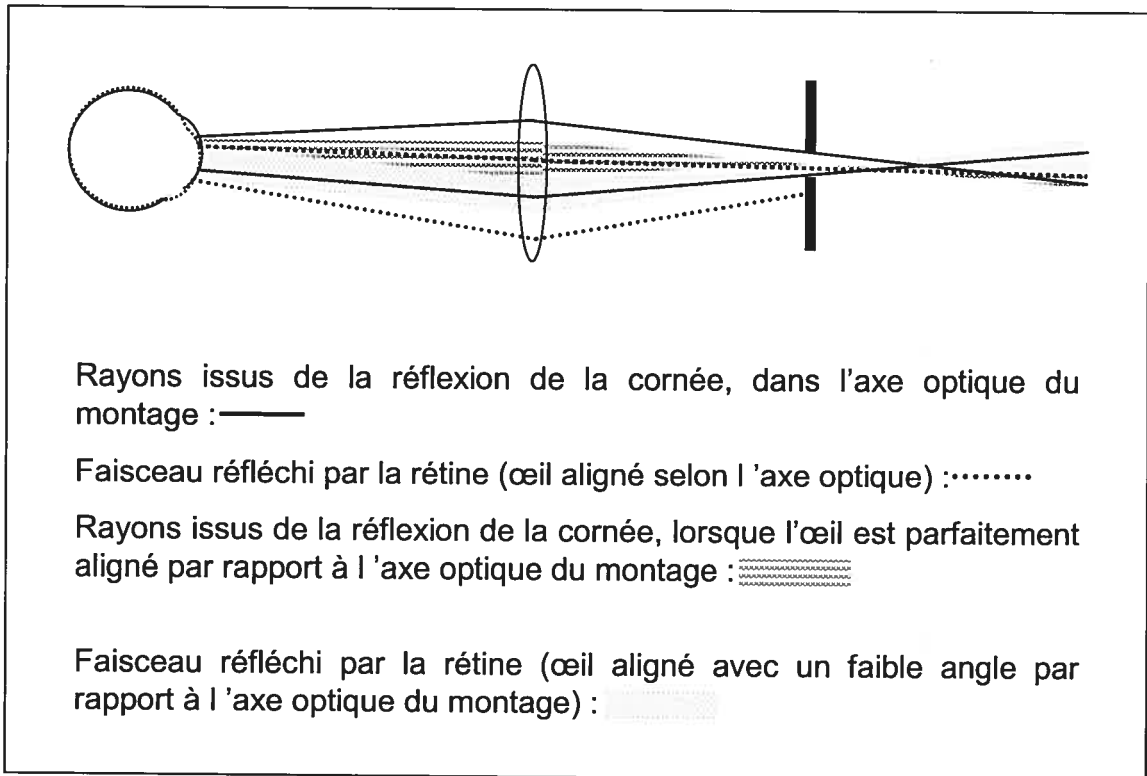 Rayons issus de la réflexion de la cornée, dans l'axe optique du
montage :
Faisceau réfléchi par la rétine (œil aligné selon l 'axe optique) :
Rayons issus de la réflexion de la cornée, lorsque l'œil est parfaitement
aligné par rapport à l 'axe optique du montage :
Faisceau réfléchi par la rétine (œil aligné avec un faible angle par
rapport à l 'axe optique du montage) :